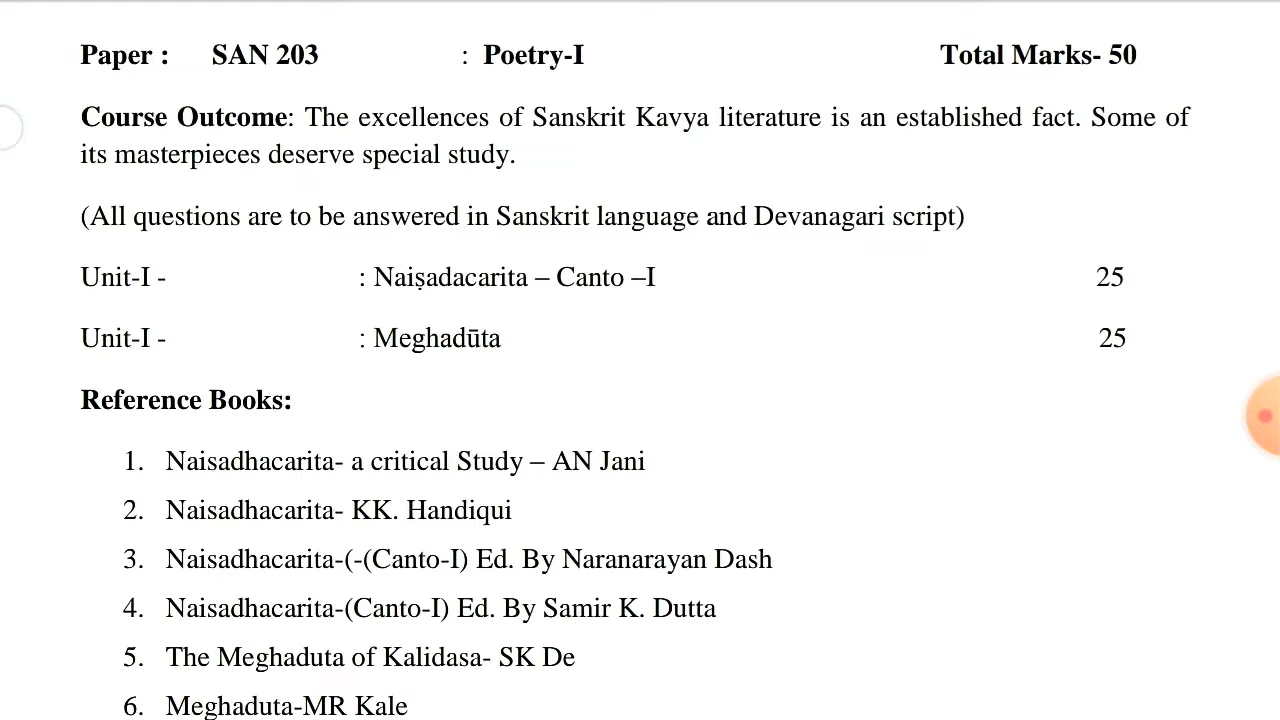 Paper : SAN 203 : Poetry-I Total Marks- 50
Course Outcome: The excellences of Sanskrit Kavya literature is an established fact. Some of
its masterpieces deserve special study.
(All questions are to be answered in Sanskrit language and Devanagari script)
Unit-I - : Naiṣadacarita – Canto –I 25
Unit-I - : Meghadūta 25
Reference Books:
1. Naisadhacarita- a critical Study – AN Jani
2. Naisadhacarita- KK. Handiqui
3. Naisadhacarita-(-(Canto-I) Ed. By Naranarayan Dash
4. Naisadhacarita-(Canto-I) Ed. By Samir K. Dutta
5. The Meghaduta of Kalidasa- SK De
6. Meghaduta-MR Kale